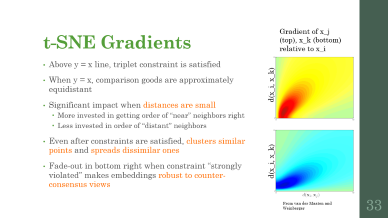 t-SNE Gradients
Above y = x line, triplet constraint is satisfied
When y = x, comparison goods are approximately
equidistant
Significant impact when distances are small
More invested in getting order of “near” neighbors right
Less invested in order of “distant” neighbors
Even after constraints are satisfied, clusters similar
points and spreads dissimilar ones
Fade-out in bottom right when constraint “strongly
violated” makes embeddings robust to counter-
consensus views
Gradient of x_j
(top), x_k (bottom)
relative to x_i
d(x_i, x_k)
d(x_i, x_k)
d(x_i, x_j)
From van der Maaten and
Weinberger
33